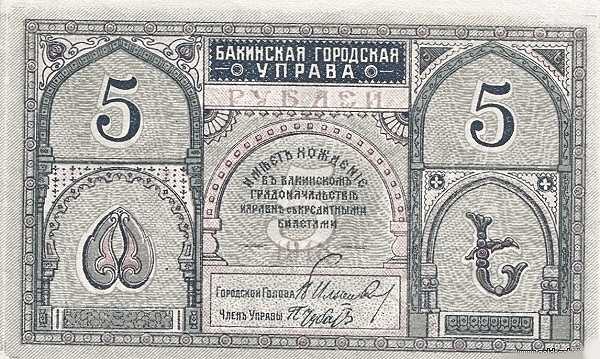 БАКИНСКАЯ ГОРОДСКАЯ
УПРАВА
5 5
РУБЛЕЙ
ИМѢЕТЪ ХОЖДЕНІЕ
ВЪ БАКИНСКОМЪ
ГРАДОНАЧАЛЬСТВѢ
НАРАВНѢ СЪ КРЕДИТНЫМИ
БИЛЕТАМИ
ГОРОДСКОЙ ГОЛОВА
ЧЛЕНЪ УПРАВЫ